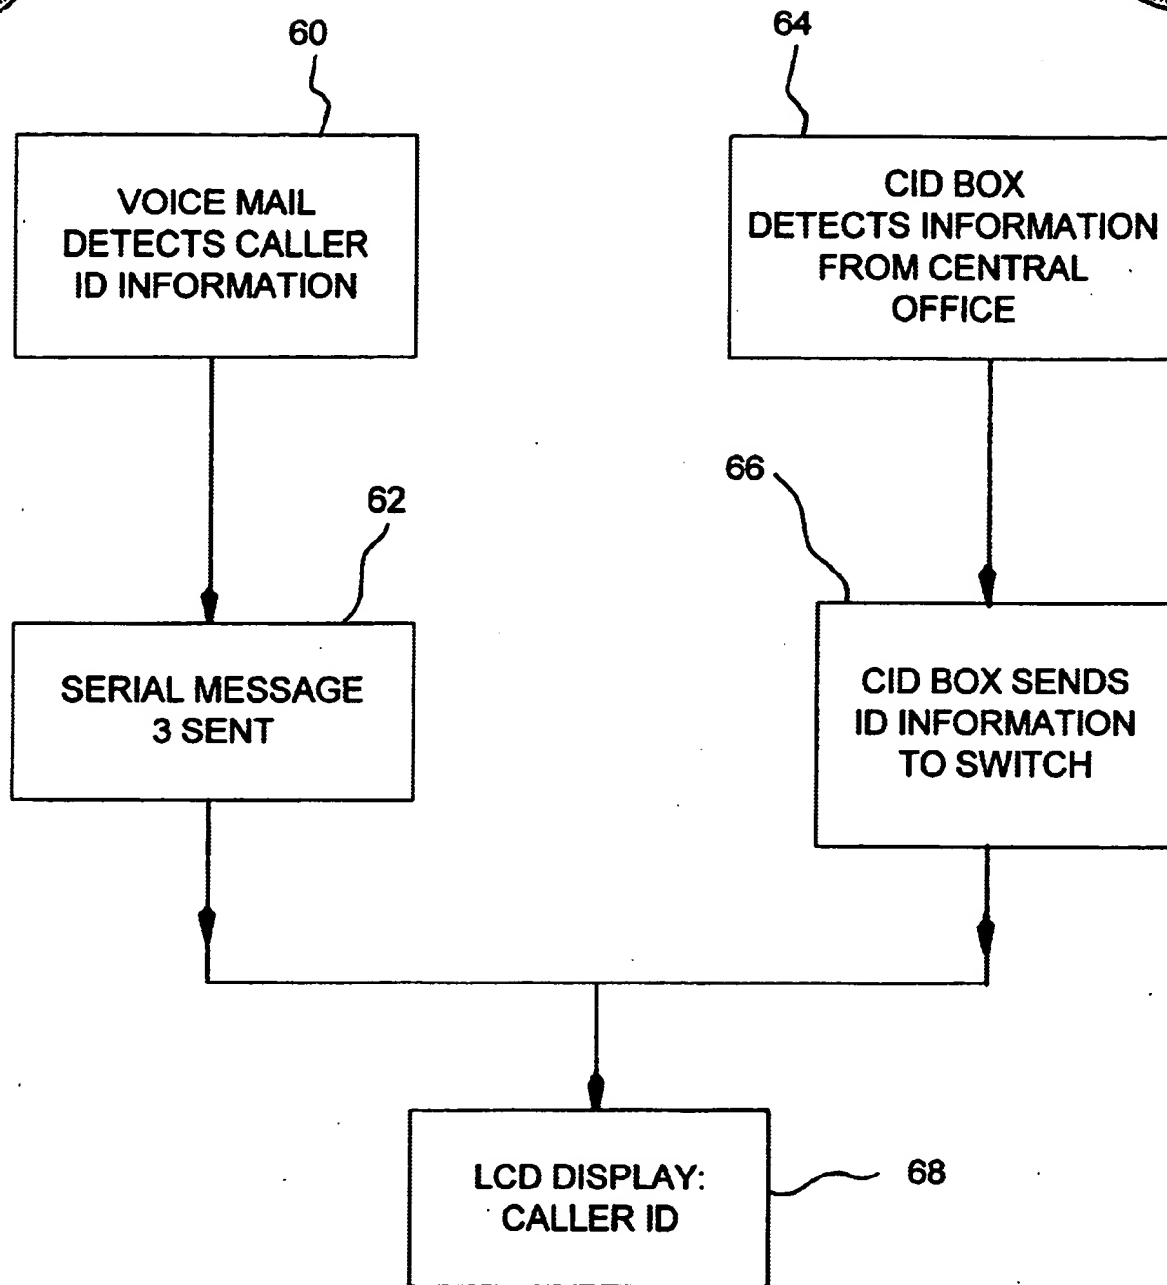 60
64
VOICE MAIL
DETECTS CALLER
ID INFORMATION
CID BOX
DETECTS INFORMATION
FROM CENTRAL
OFFICE
62
66
SERIAL MESSAGE
3 SENT
CID BOX SENDS
ID INFORMATION
TO SWITCH
LCD DISPLAY:
CALLER ID
68